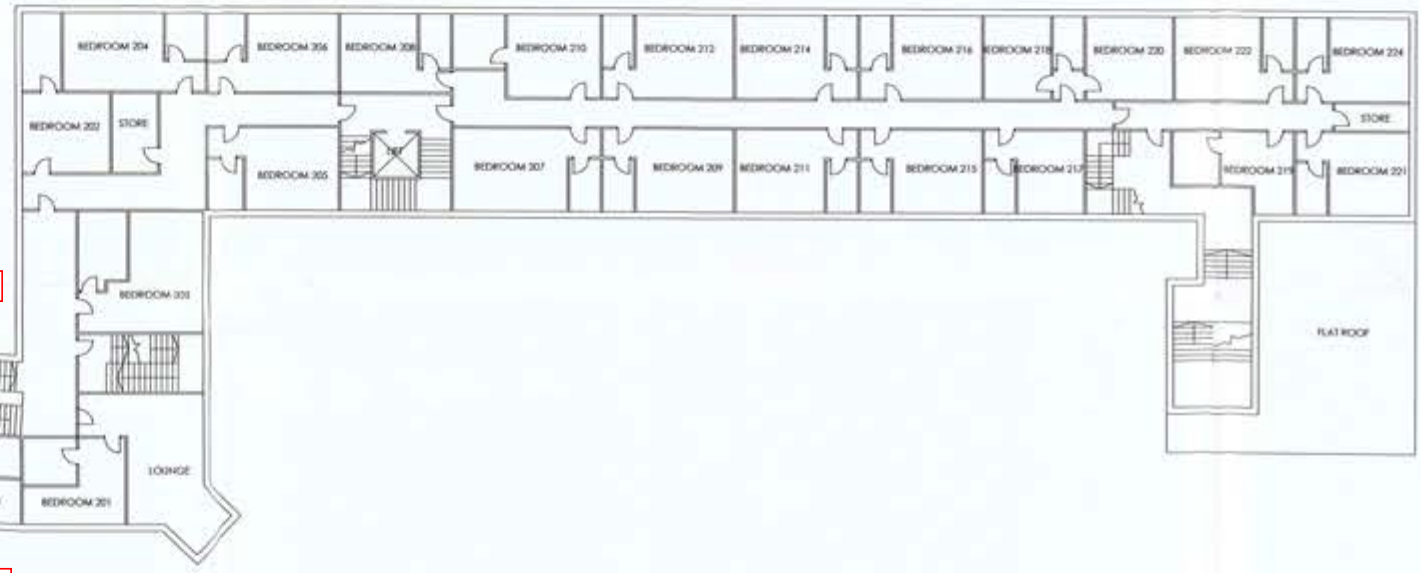 BEDROOM 204
BEDROOM 206
BEDROOM 208
BEDROOM 210
BEDROOM 212
BEDROOM 214
BEDROOM 216
BEDROOM 218
BEDROOM 220
BEDROOM 222
BEDROOM 224
BEDROOM 202
STORE
STORE
LIFT
BEDROOM 205
BEDROOM 207
BEDROOM 209
BEDROOM 211
BEDROOM 215
BEDROOM 217
BEDROOM 219
BEDROOM 221
BEDROOM 203
FLAT ROOF
LOUNGE
BEDROOM 201